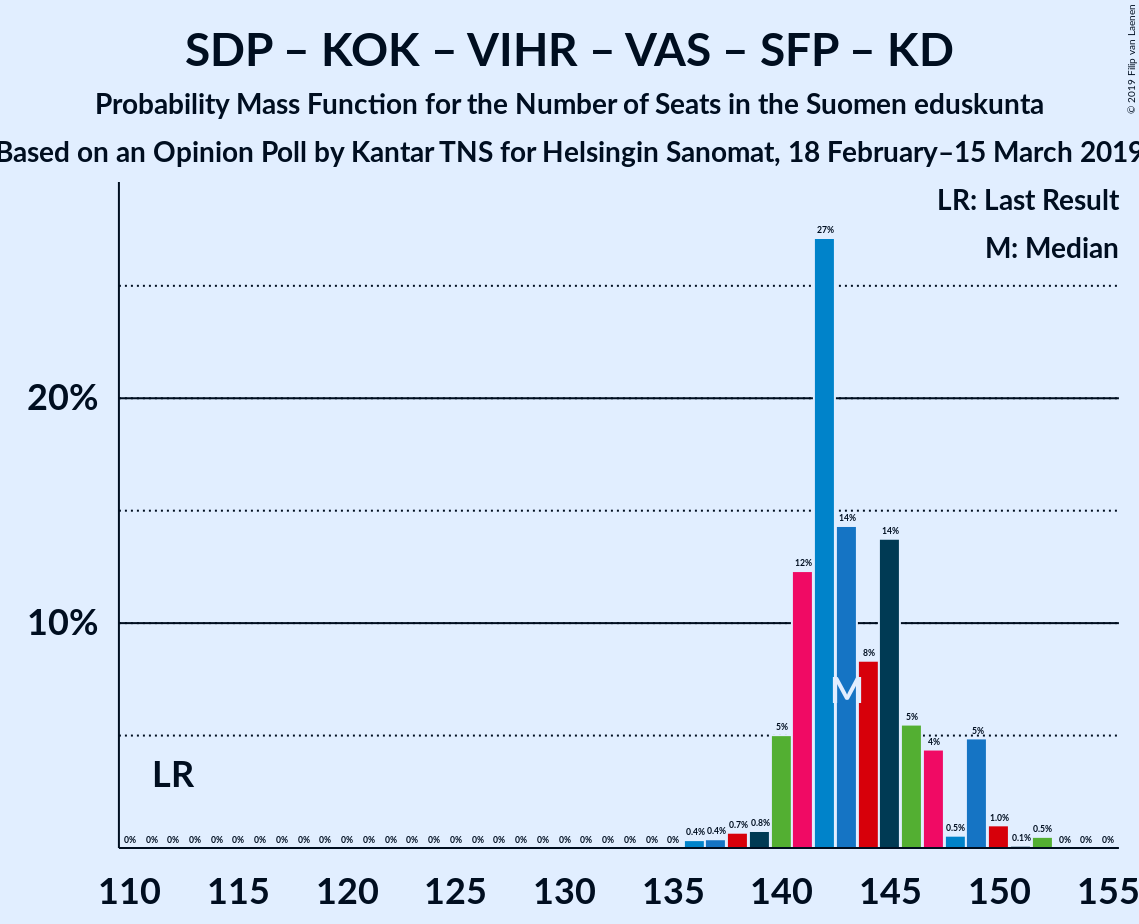 SDP – KOK – VIHR – VAS – SFP – KD
Probability Mass Function for the Number of Seats in the Suomen eduskunta
Based on an Opinion Poll by Kantar TNS for Helsingin Sanomat, 18 February–15 March 2019
© 2019 Filip van Laenen
LR: Last Result
M: Median
20%
10%
27%
14%
14%
12%
8%
M
5%
5%
4%
5%
LR
0% 0% 0% 0% 0% 0% 0% 0% 0% 0% 0% 0% 0% 0% 0% 0% 0% 0% 0% 0% 0% 0% 0% 0% 0% 0% 0.4% 0.4% 0.7% 0.8% 0.5% 1.0% 0.1% 0.5% 0% 0% 0%
110 115 120 125 130 135 140 145 150 155